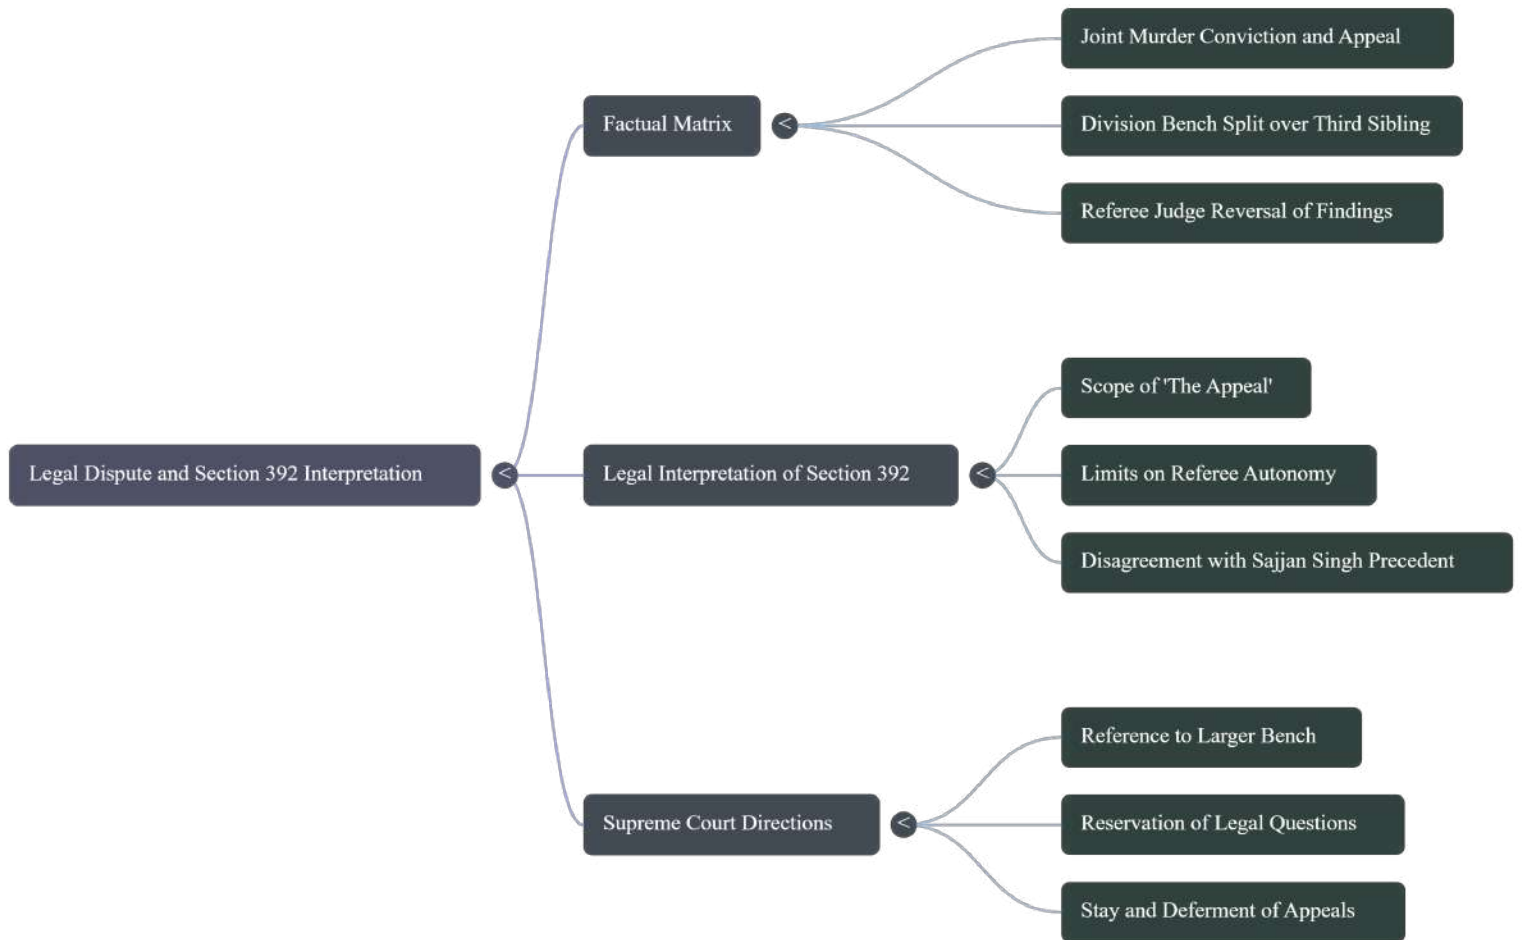 Legal Dispute and Section 392 Interpretation
Factual Matrix
Joint Murder Conviction and Appeal
Division Bench Split over Third Sibling
Referee Judge Reversal of Findings
Legal Interpretation of Section 392
Scope of 'The Appeal'
Limits on Referee Autonomy
Disagreement with Sajjan Singh Precedent
Supreme Court Directions
Reference to Larger Bench
Reservation of Legal Questions
Stay and Deferment of Appeals